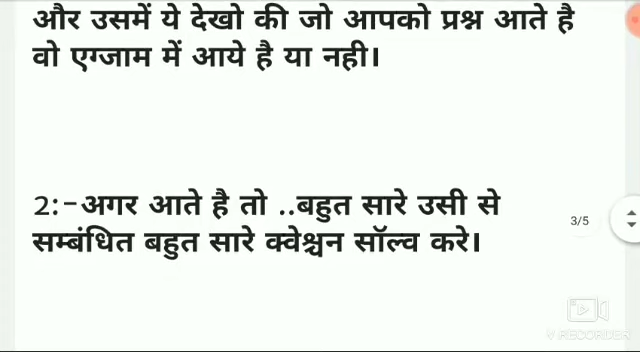 और उसमें ये देखो की जो आपको प्रश्न आते है
वो एग्जाम में आये है या नही।
2:-अगर आते है तो ..बहुत सारे उसी से
सम्बंधित बहुत सारे क्वेश्चन सॉल्व करे।
3/5
V RECORDER